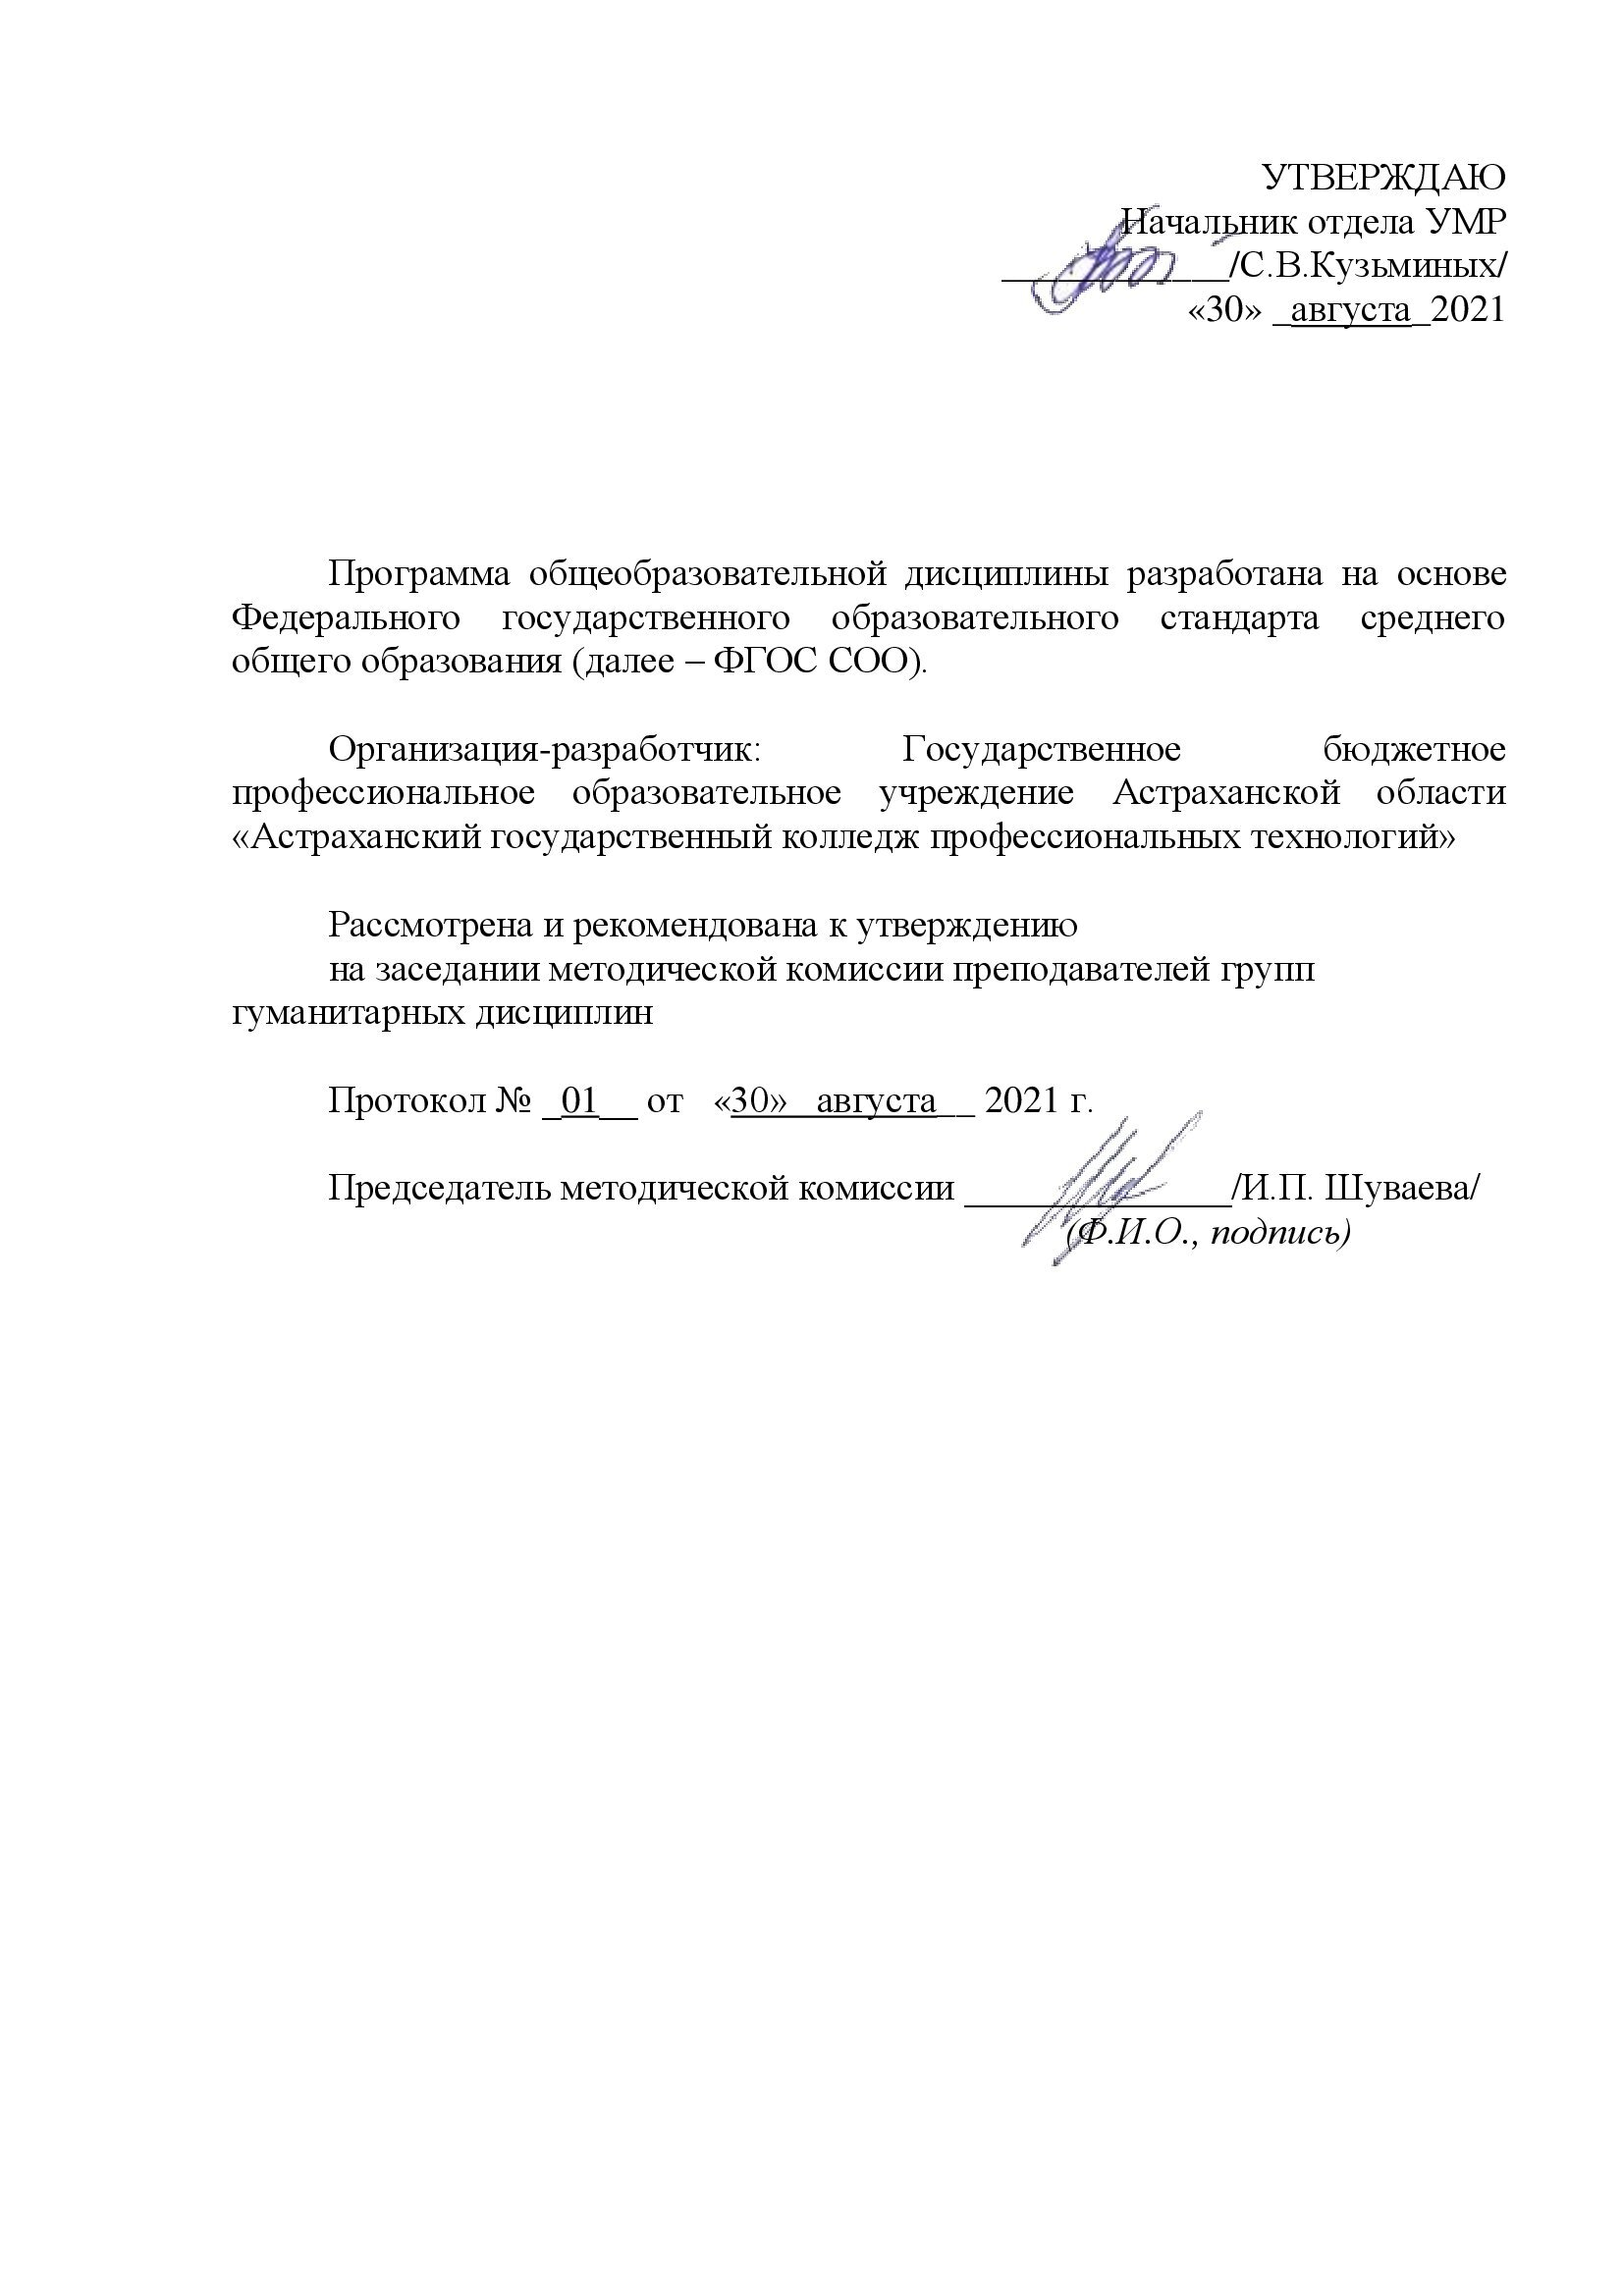 УТВЕРЖДАЮ
Начальник отдела УМР
____________/С.В.Кузьминых/
«30» _августа_2021
Программа общеобразовательной дисциплины разработана на основе
Федерального государственного образовательного стандарта среднего
общего образования (далее – ФГОС СОО).
Организация-разработчик: Государственное бюджетное
профессиональное образовательное учреждение Астраханской области
«Астраханский государственный колледж профессиональных технологий»
Рассмотрена и рекомендована к утверждению
на заседании методической комиссии преподавателей групп
гуманитарных дисциплин
Протокол № _01__ от «30» августа__ 2021 г.
Председатель методической комиссии ______________/И.П. Шуваева/
(Ф.И.О., подпись)